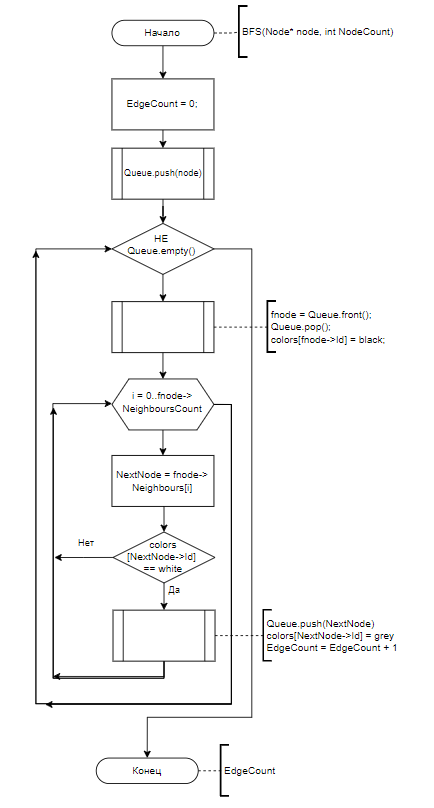 Начало
BFS(Node* node, int NodeCount)
EdgeCount = 0;
Queue.push(node)
НЕ
Queue.empty()
fnode = Queue.front();
Queue.pop();
colors[fnode->Id] = black;
i = 0..fnode->
NeighboursCount
NextNode = fnode->
Neighbours[i]
Нет
colors
[NextNode->Id]
== white
Да
Queue.push(NextNode)
colors[NextNode->Id] = grey
EdgeCount = EdgeCount + 1
Конец
EdgeCount